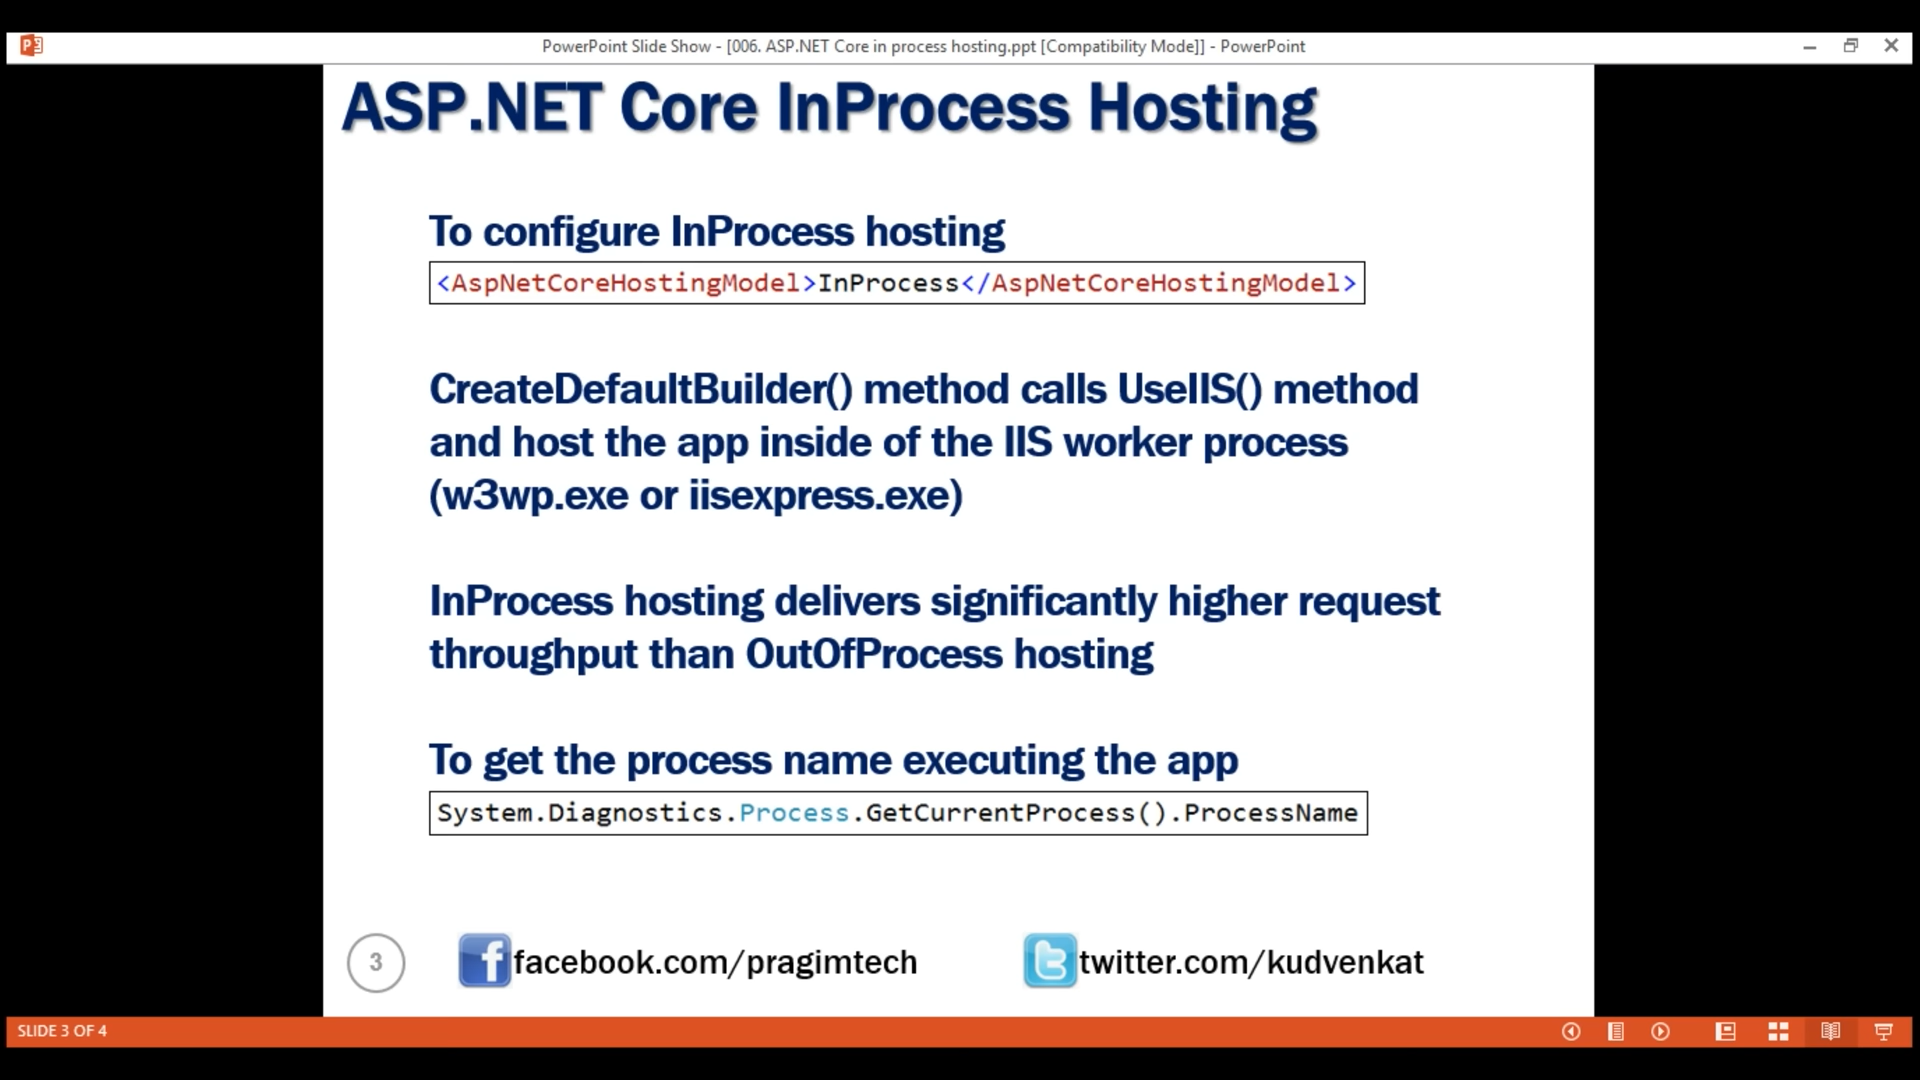 PowerPoint Slide Show - [006. ASP.NET Core in process hosting.ppt [Compatibility Mode]] - PowerPoint
ASP.NET Core InProcess Hosting
To configure InProcess hosting
<AspNetCoreHostingModel>InProcess</AspNetCoreHostingModel>
CreateDefaultBuilder() method calls UseIIS() method
and host the app inside of the IIS worker process
(w3wp.exe or iisexpress.exe)
InProcess hosting delivers significantly higher request
throughput than OutOfProcess hosting
To get the process name executing the app
System.Diagnostics.Process.GetCurrentProcess().ProcessName
3
facebook.com/pragimtech
twitter.com/kudvenkat
SLIDE 3 OF 4